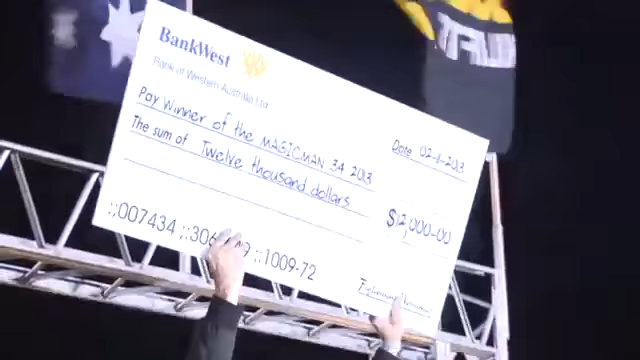 BankWest
Bank of Western Australia Ltd
Date 02-11-2013
Pay Winner of the MAGICMAN 34 2013
The sum of Twelve thousand dollars
$12,000-00
;;007434 ;;306 9 ;;1009-72